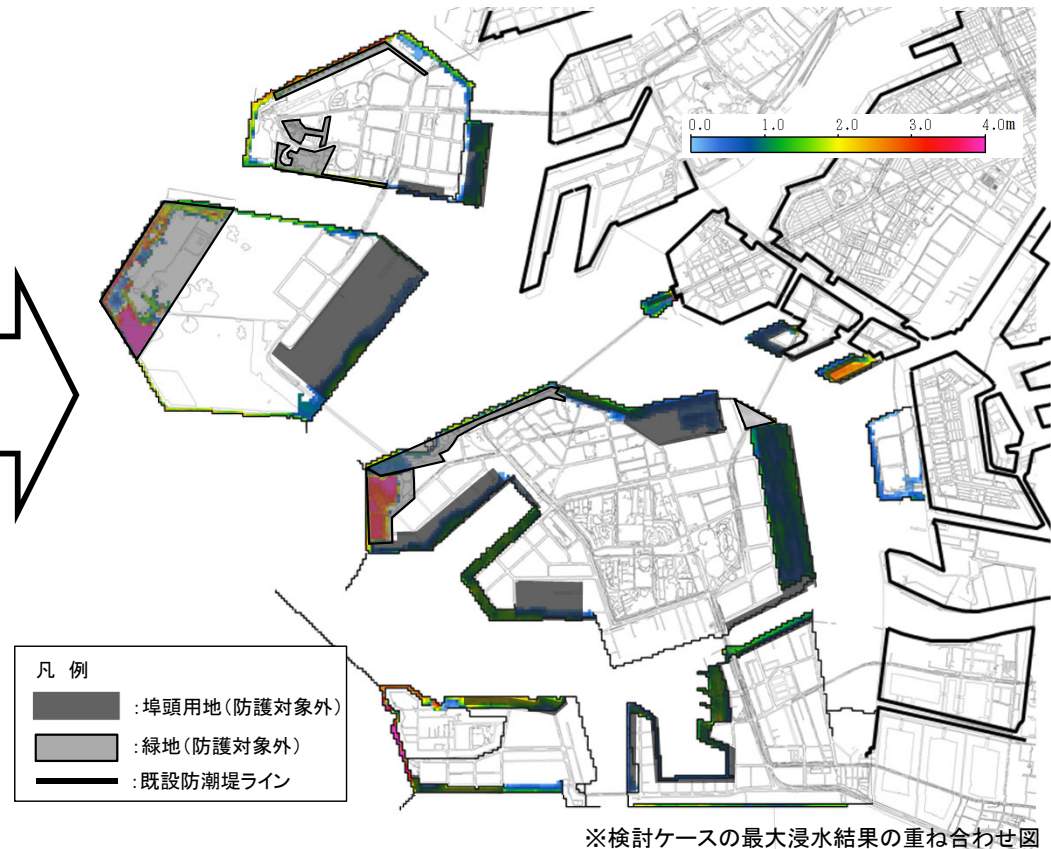 0.0 1.0 2.0 3.0 4.0m
凡 例
:埠頭用地(防護対象外)
:緑地(防護対象外)
:既設防潮堤ライン
※検討ケースの最大浸水結果の重ね合わせ図